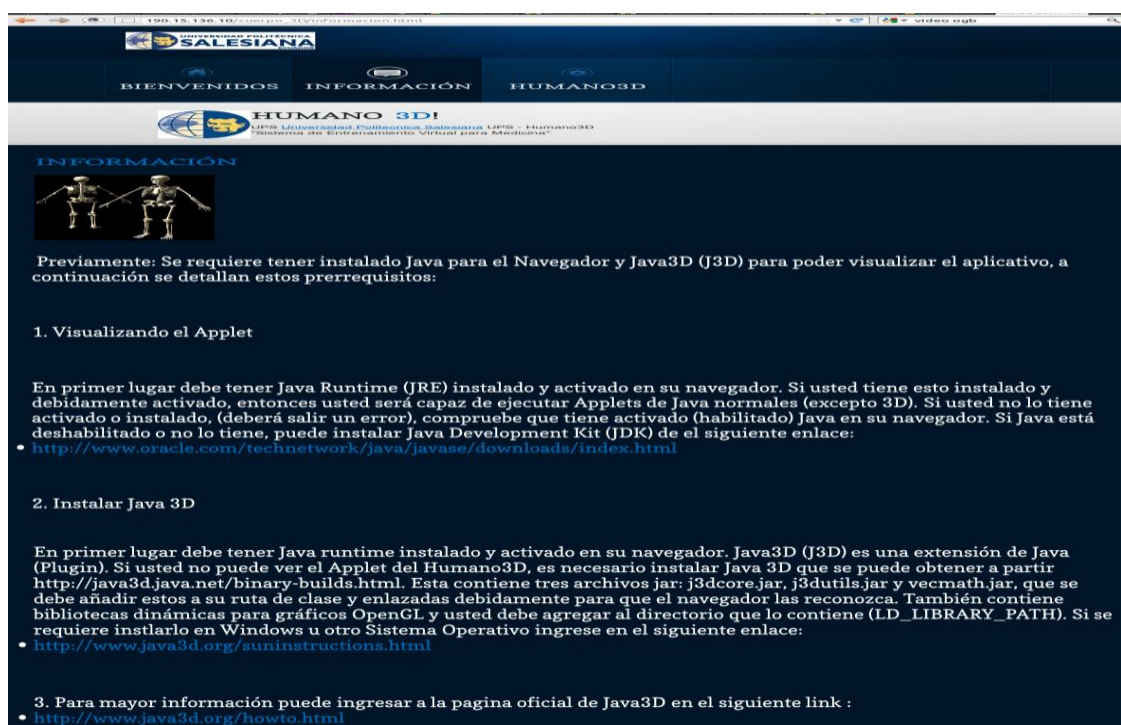 190.15.136.10/cuerpo_3D/informacion.html
video ogb
UNIVERSIDAD POLITÉCNICA
SALESIANA
BIENVENIDOS
INFORMACIÓN
HUMANO3D
HUMANO 3D!
UPS Universidad Politecnica Salesiana UPS - Humano3D
"Sistema de Entrenamiento Virtual para Medicina"
INFORMACIÓN
Previamente: Se requiere tener instalado Java para el Navegador y Java3D (J3D) para poder visualizar el aplicativo, a
continuación se detallan estos prerrequisitos:
1. Visualizando el Applet
En primer lugar debe tener Java Runtime (JRE) instalado y activado en su navegador. Si usted tiene esto instalado y
debidamente activado, entonces usted será capaz de ejecutar Applets de Java normales (excepto 3D). Si usted no lo tiene
activado o instalado, (deberá salir un error), compruebe que tiene activado (habilitado) Java en su navegador. Si Java está
deshabilitado o no lo tiene, puede instalar Java Development Kit (JDK) de el siguiente enlace:
• http://www.oracle.com/technetwork/java/javase/downloads/index.html
2. Instalar Java 3D
En primer lugar debe tener Java runtime instalado y activado en su navegador. Java3D (J3D) es una extensión de Java
(Plugin). Si usted no puede ver el Applet del Humano3D, es necesario instalar Java 3D que se puede obtener a partir
http://java3d.java.net/binary-builds.html. Esta contiene tres archivos jar: j3dcore.jar, j3dutils.jar y vecmath.jar, que se
debe añadir estos a su ruta de clase y enlazadas debidamente para que el navegador las reconozca. También contiene
bibliotecas dinámicas para gráficos OpenGL y usted debe agregar al directorio que lo contiene (LD_LIBRARY_PATH). Si se
requiere instlarlo en Windows u otro Sistema Operativo ingrese en el siguiente enlace:
• http://www.java3d.org/suninstructions.html
3. Para mayor información puede ingresar a la pagina oficial de Java3D en el siguiente link :
• http://www.java3d.org/howto.html